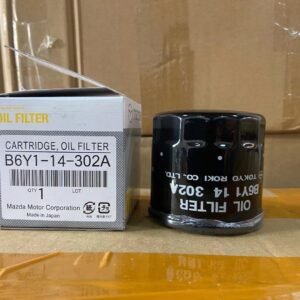 OIL FILTER
CARTRIDGE, OIL FILTER
B6Y1-14-302A
QTY
1
LOT
Mazda Motor Corporation
Made in Japan
OIL FILTER
B6Y1 14 302A
TOKYO ROKI CO., LTD.